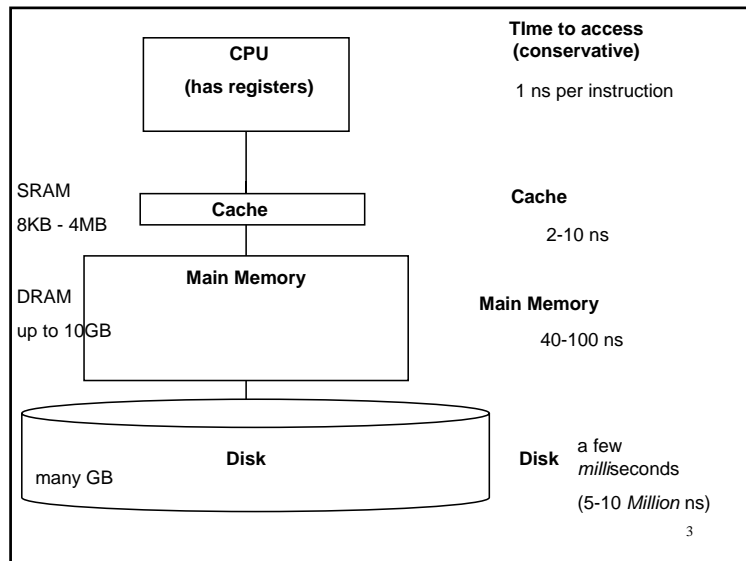 CPU
(has registers)
TIme to access
(conservative)
1 ns per instruction
SRAM
8KB - 4MB
Cache
Cache
2-10 ns
Main Memory
DRAM
up to 10GB
Main Memory
40-100 ns
Disk
many GB
Disk
a few
milliseconds
(5-10 Million ns)
3